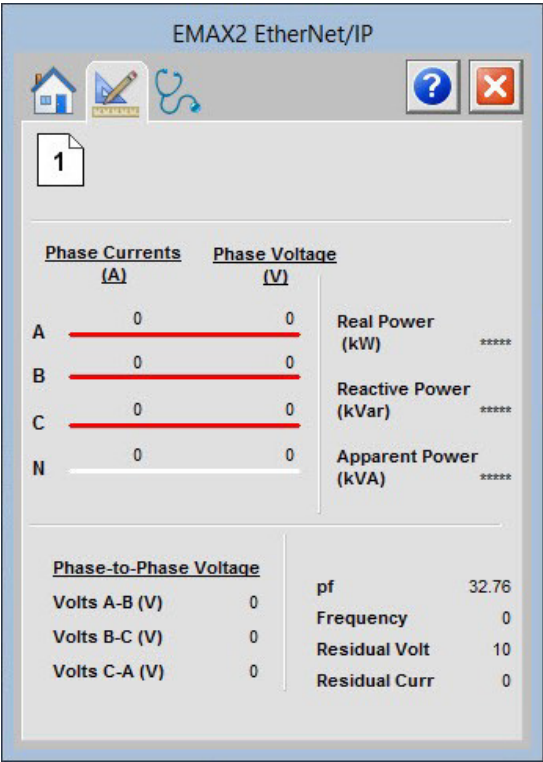 EMAX2 EtherNet/IP
?
1
Phase Currents (A)
Phase Voltage (V)
A 0 0
B 0 0
C 0 0
N 0 0
Real Power (kW) *****
Reactive Power (kVar) *****
Apparent Power (kVA) *****
Phase-to-Phase Voltage
Volts A-B (V) 0
Volts B-C (V) 0
Volts C-A (V) 0
pf 32.76
Frequency 0
Residual Volt 10
Residual Curr 0